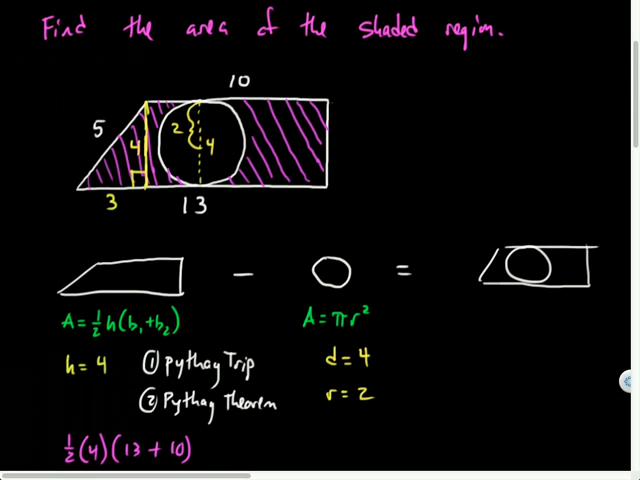 Find the area of the shaded region.
10
5
2
4
4
3
13
− =
A = ½h(b₁+b₂)
A = πr²
h = 4
① Pythag Trip
d = 4
② Pythag Theorem
r = 2
½(4)(13 + 10)